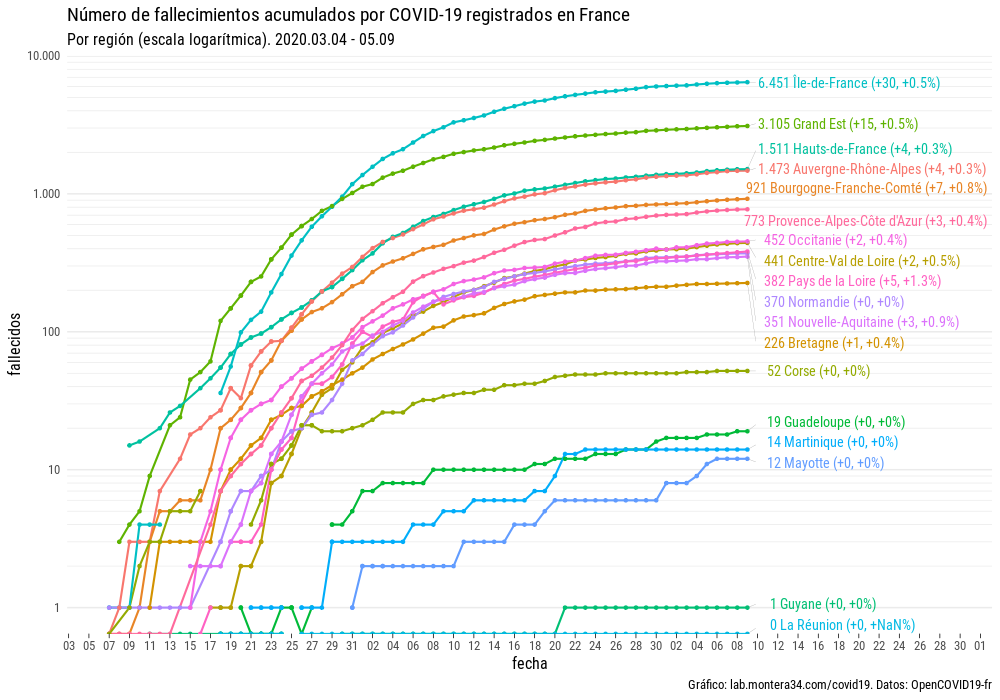 Número de fallecimientos acumulados por COVID-19 registrados en France
Por región (escala logarítmica). 2020.03.04 - 05.09
10.000
1.000
100
10
1
fallecidos
6.451 Île-de-France (+30, +0.5%)
3.105 Grand Est (+15, +0.5%)
1.511 Hauts-de-France (+4, +0.3%)
1.473 Auvergne-Rhône-Alpes (+4, +0.3%)
921 Bourgogne-Franche-Comté (+7, +0.8%)
773 Provence-Alpes-Côte d'Azur (+3, +0.4%)
452 Occitanie (+2, +0.4%)
441 Centre-Val de Loire (+2, +0.5%)
382 Pays de la Loire (+5, +1.3%)
370 Normandie (+0, +0%)
351 Nouvelle-Aquitaine (+3, +0.9%)
226 Bretagne (+1, +0.4%)
52 Corse (+0, +0%)
19 Guadeloupe (+0, +0%)
14 Martinique (+0, +0%)
12 Mayotte (+0, +0%)
1 Guyane (+0, +0%)
0 La Réunion (+0, +NaN%)
03 05 07 09 11 13 15 17 19 21 23 25 27 29 31 02 04 06 08 10 12 14 16 18 20 22 24 26 28 30 02 04 06 08 10 12 14 16 18 20 22 24 26 28 30 01
fecha
Gráfico: lab.montera34.com/covid19. Datos: OpenCOVID19-fr